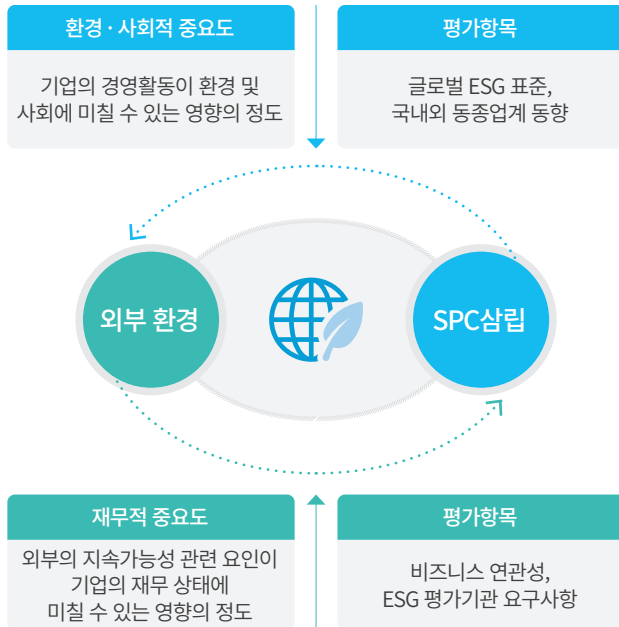 환경 · 사회적 중요도
기업의 경영활동이 환경 및
사회에 미칠 수 있는 영향의 정도
평가항목
글로벌 ESG 표준,
국내외 동종업계 동향
외부 환경
SPC삼립
재무적 중요도
외부의 지속가능성 관련 요인이
기업의 재무 상태에
미칠 수 있는 영향의 정도
평가항목
비즈니스 연관성,
ESG 평가기관 요구사항